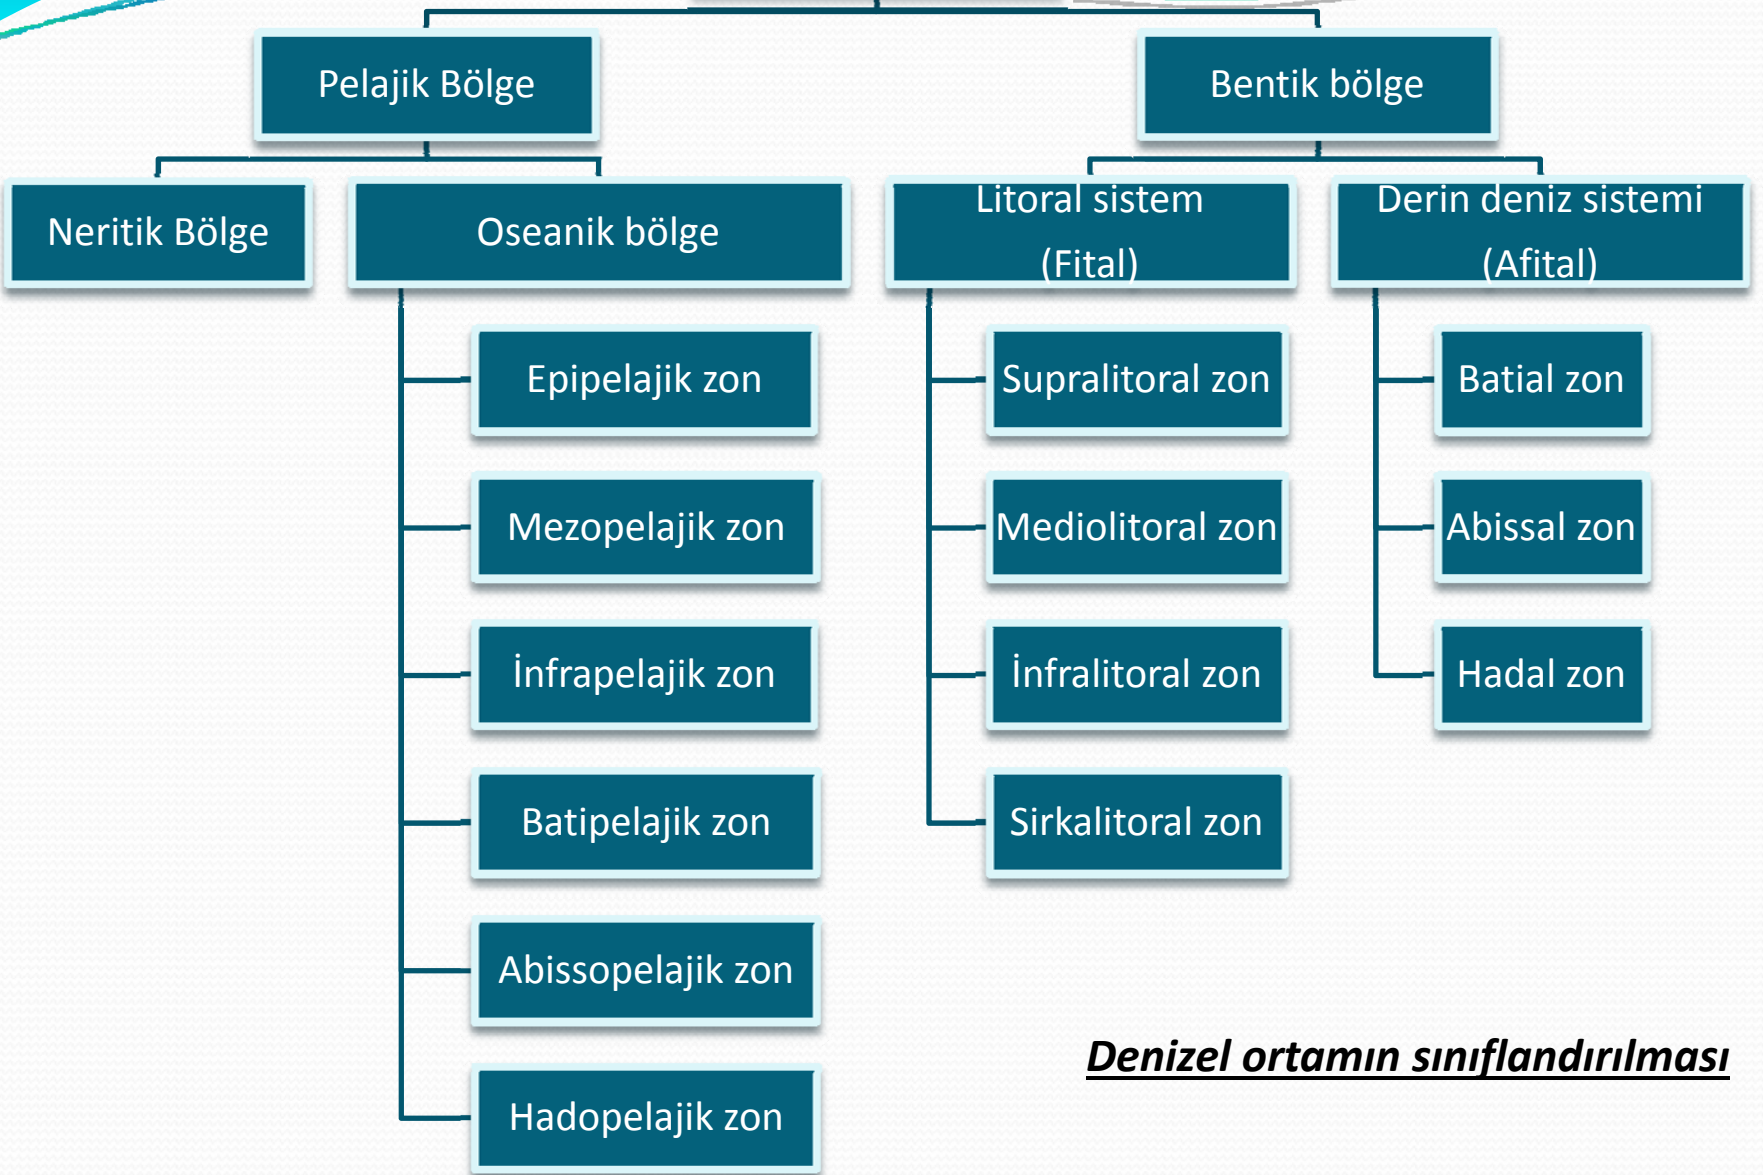 Pelajik Bölge
Bentik bölge
Neritik Bölge
Oseanik bölge
Litoral sistem
(Fital)
Derin deniz sistemi
(Afital)
Epipelajik zon
Mezopelajik zon
İnfrapelajik zon
Batipelajik zon
Abissopelajik zon
Hadopelajik zon
Supralitoral zon
Mediolitoral zon
İnfralitoral zon
Sirkalitoral zon
Batial zon
Abissal zon
Hadal zon
Denizel ortamın sınıflandırılması